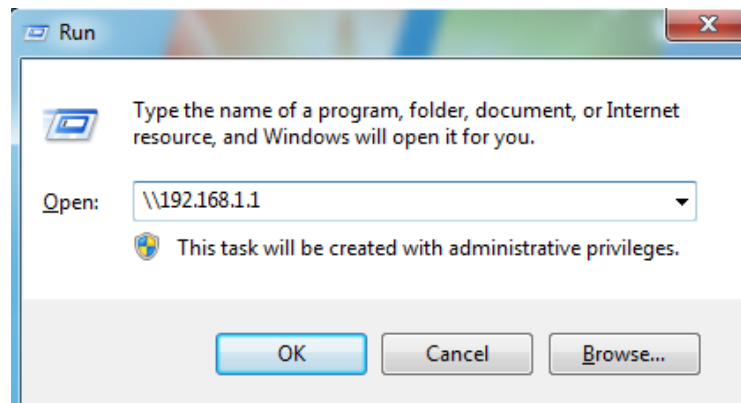 Run
Type the name of a program, folder, document, or Internet
resource, and Windows will open it for you.
Open: \\192.168.1.1
This task will be created with administrative privileges.
OK Cancel Browse...